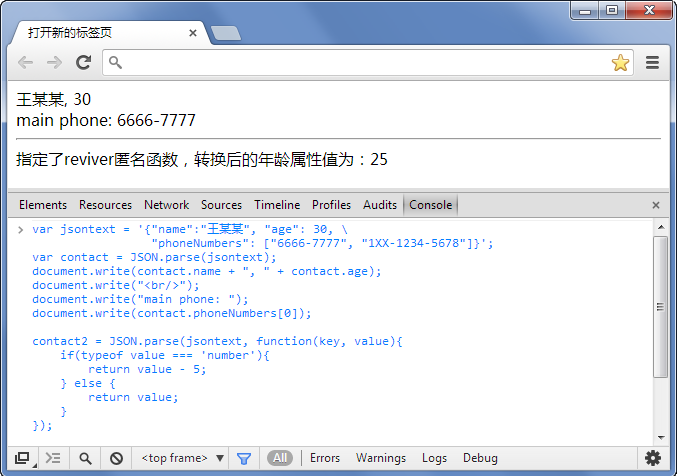 打开新的标签页
王某某, 30
main phone: 6666-7777
指定了reviver匿名函数，转换后的年龄属性值为：25
Elements Resources Network Sources Timeline Profiles Audits Console
> var jsontext = '{"name":"王某某", "age": 30, \
"phoneNumbers": ["6666-7777", "1XX-1234-5678"]}';
var contact = JSON.parse(jsontext);
document.write(contact.name + ", " + contact.age);
document.write("<br/>");
document.write("main phone: ");
document.write(contact.phoneNumbers[0]);
contact2 = JSON.parse(jsontext, function(key, value){
if(typeof value === 'number'){
return value - 5;
} else {
return value;
}
});
<top frame> All Errors Warnings Logs Debug